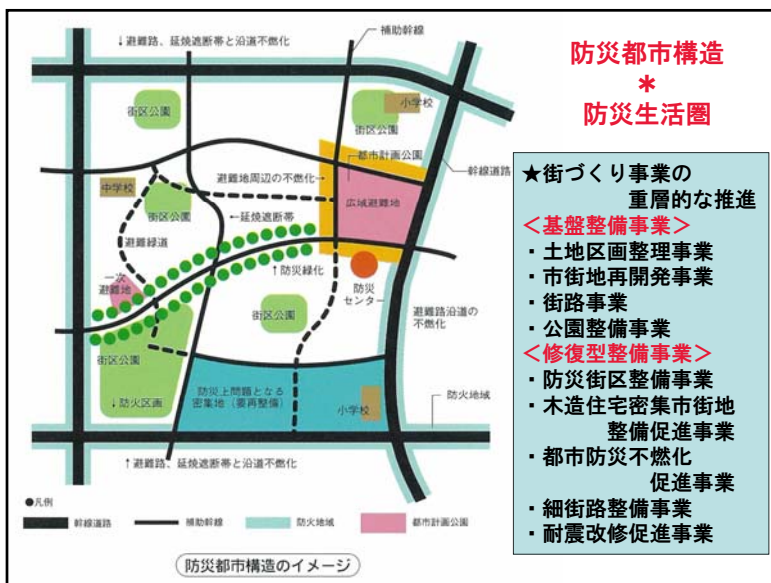 ↓避難路、延焼遮断帯と沿道不燃化
補助幹線
街区公園
小学校
街区公園
都市計画公園
幹線道路
避難地周辺の不燃化→
中学校
広域避難地
街区公園
←延焼遮断帯
避難緑道
一次
避難地
↑防災緑化
防災
センター
避難路沿道の
不燃化
街区公園
街区公園
防災上問題となる
密集地(要再整備)
↓防火区画
小学校
防火地域
↑避難路、延焼遮断帯と沿道不燃化
●凡例
幹線道路
補助幹線
防火地域
都市計画公園
防災都市構造のイメージ
防災都市構造
*
防災生活圏
★街づくり事業の
重層的な推進
<基盤整備事業>
・土地区画整理事業
・市街地再開発事業
・街路事業
・公園整備事業
<修復型整備事業>
・防災街区整備事業
・木造住宅密集市街地
整備促進事業
・都市防災不燃化
促進事業
・細街路整備事業
・耐震改修促進事業